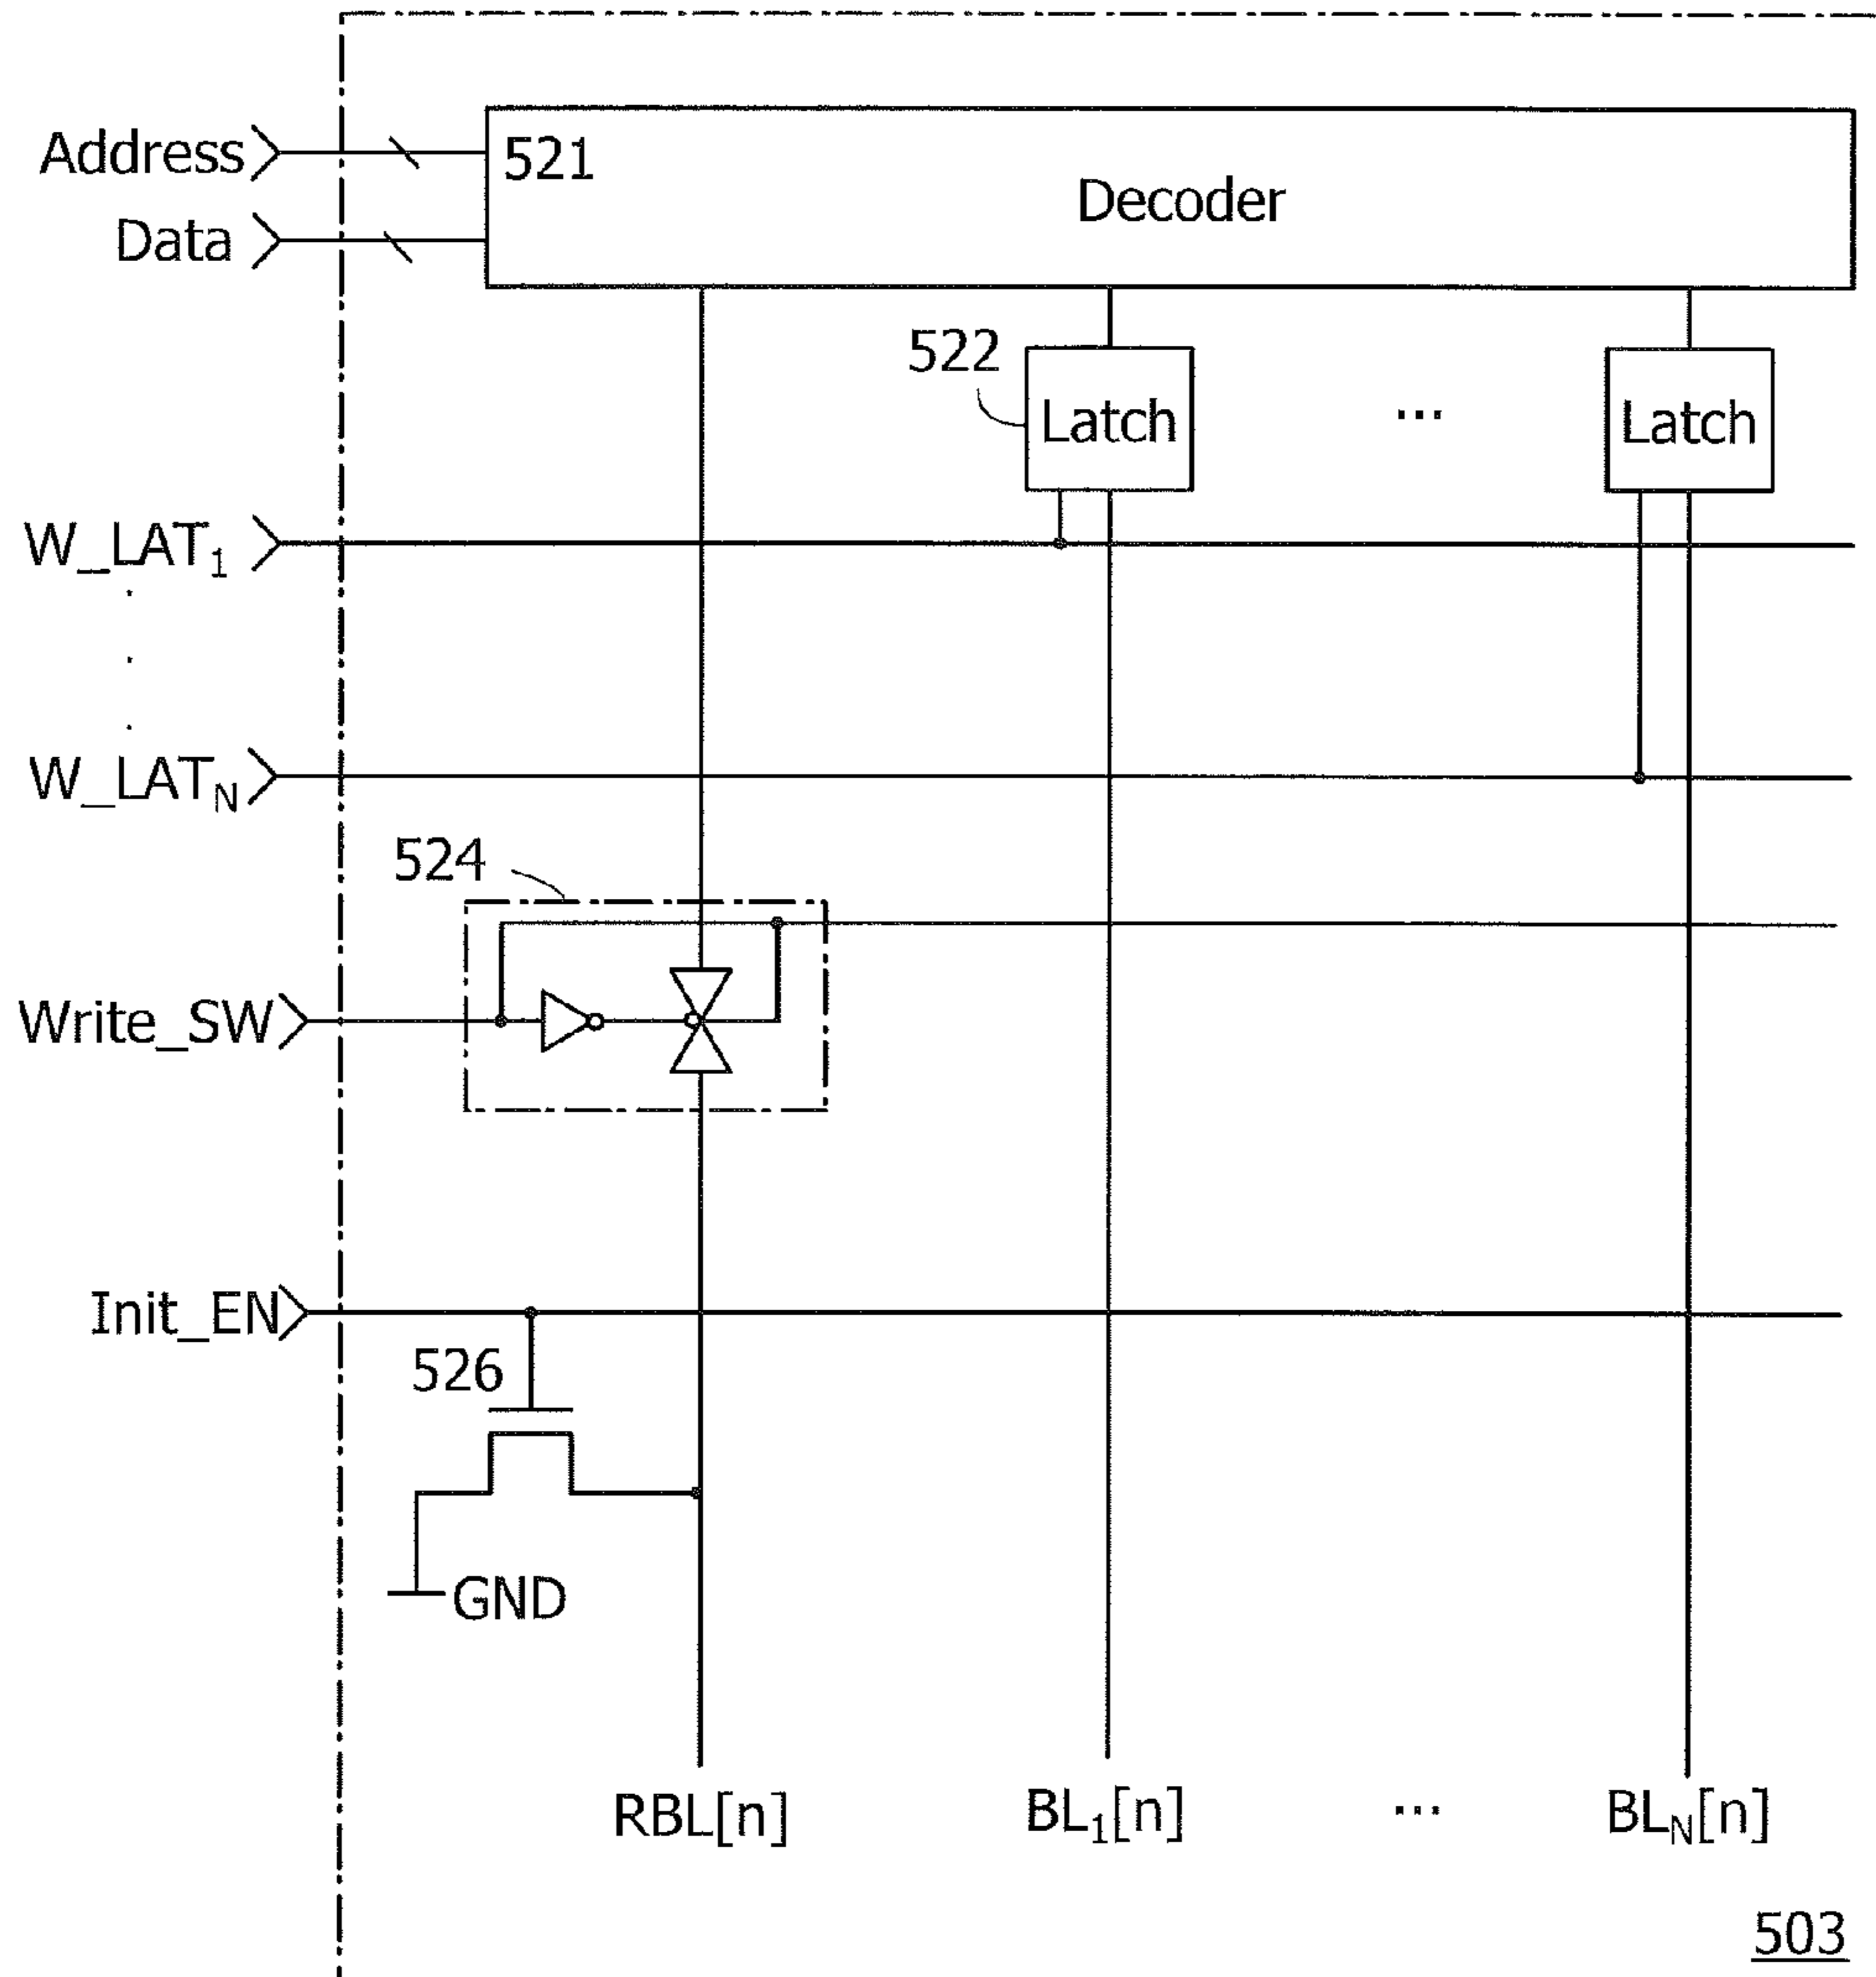 Address
521
Decoder
Data
522
Latch
...
Latch
W_LAT1
W_LATN
524
Write_SW
Init_EN
526
GND
RBL[n]
BL1[n]
...
BLN[n]
503